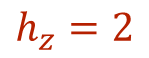 h_z = 2